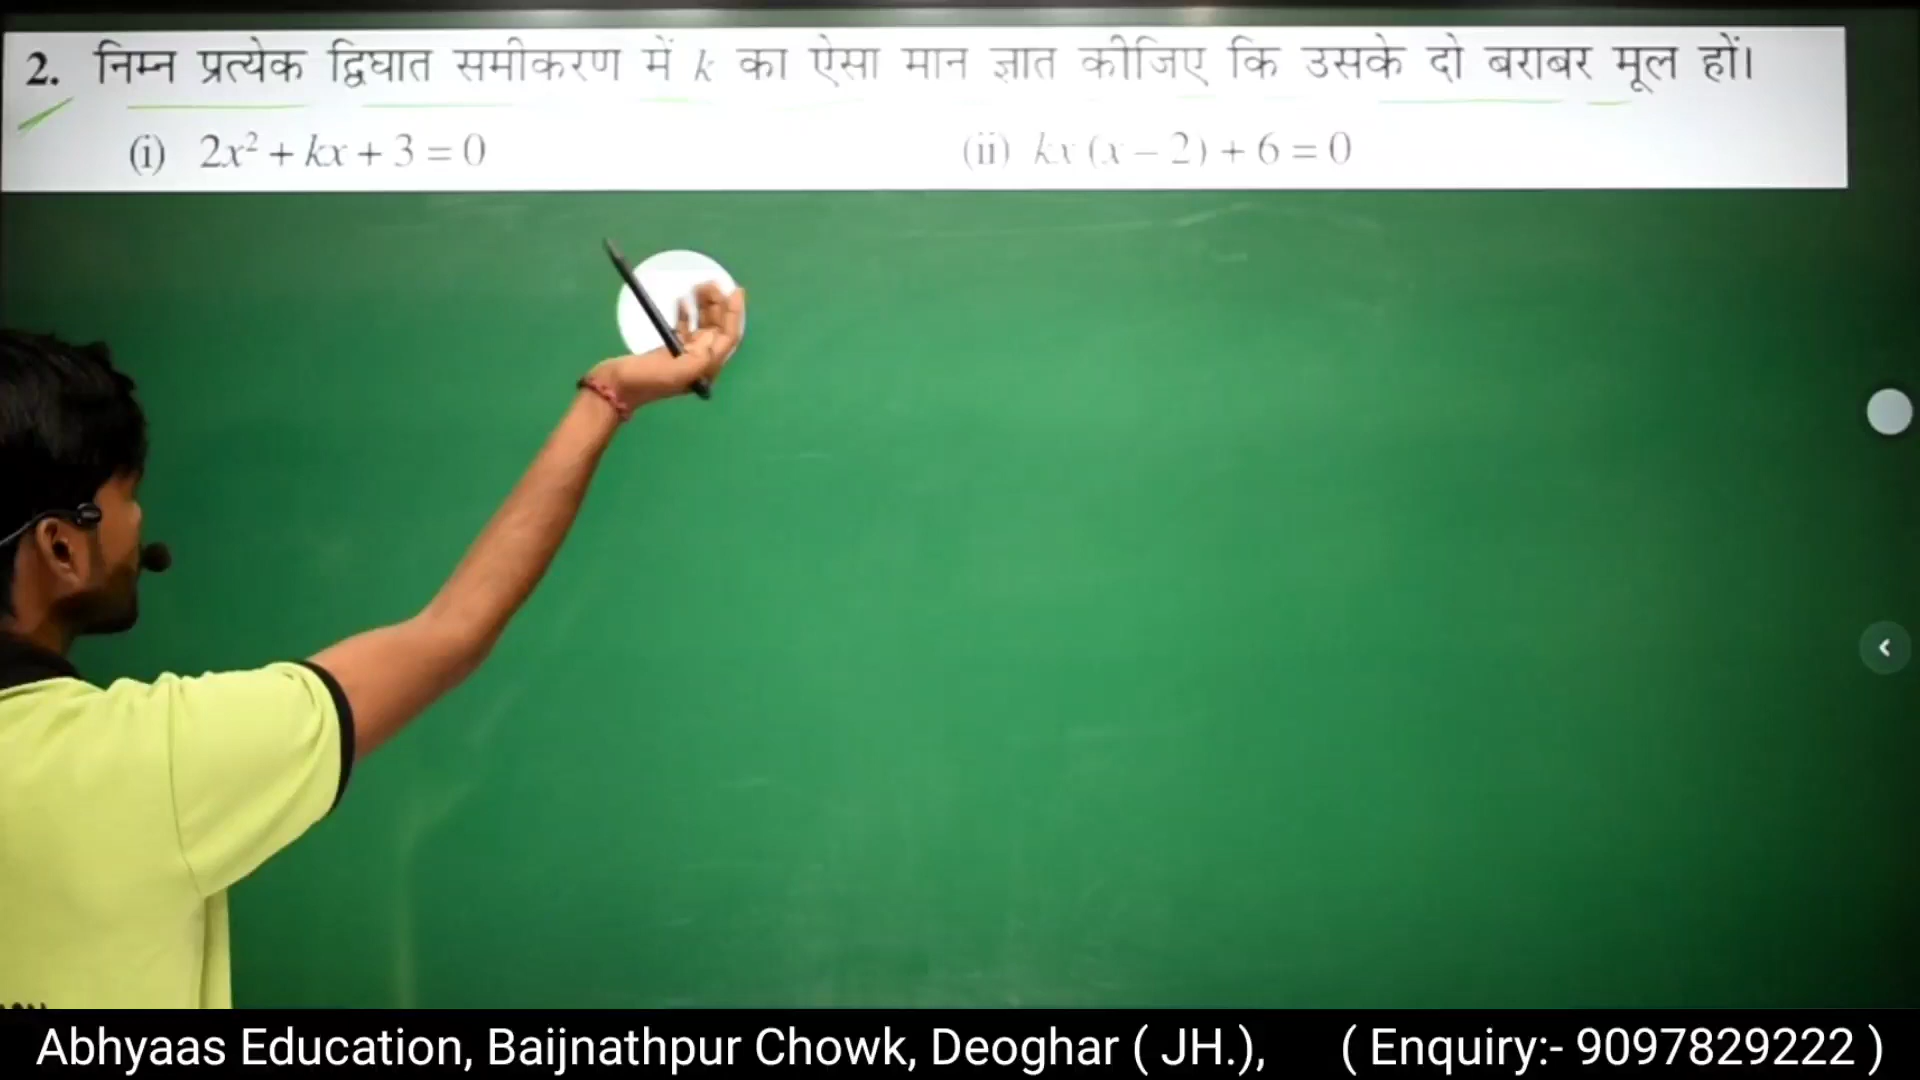 2. निम्न प्रत्येक द्विघात समीकरण में k का ऐसा मान ज्ञात कीजिए कि उसके दो बराबर मूल हों।
(i) 2x² + kx + 3 = 0 (ii) kx (x – 2) + 6 = 0
Abhyaas Education, Baijnathpur Chowk, Deoghar ( JH.), ( Enquiry:- 9097829222 )